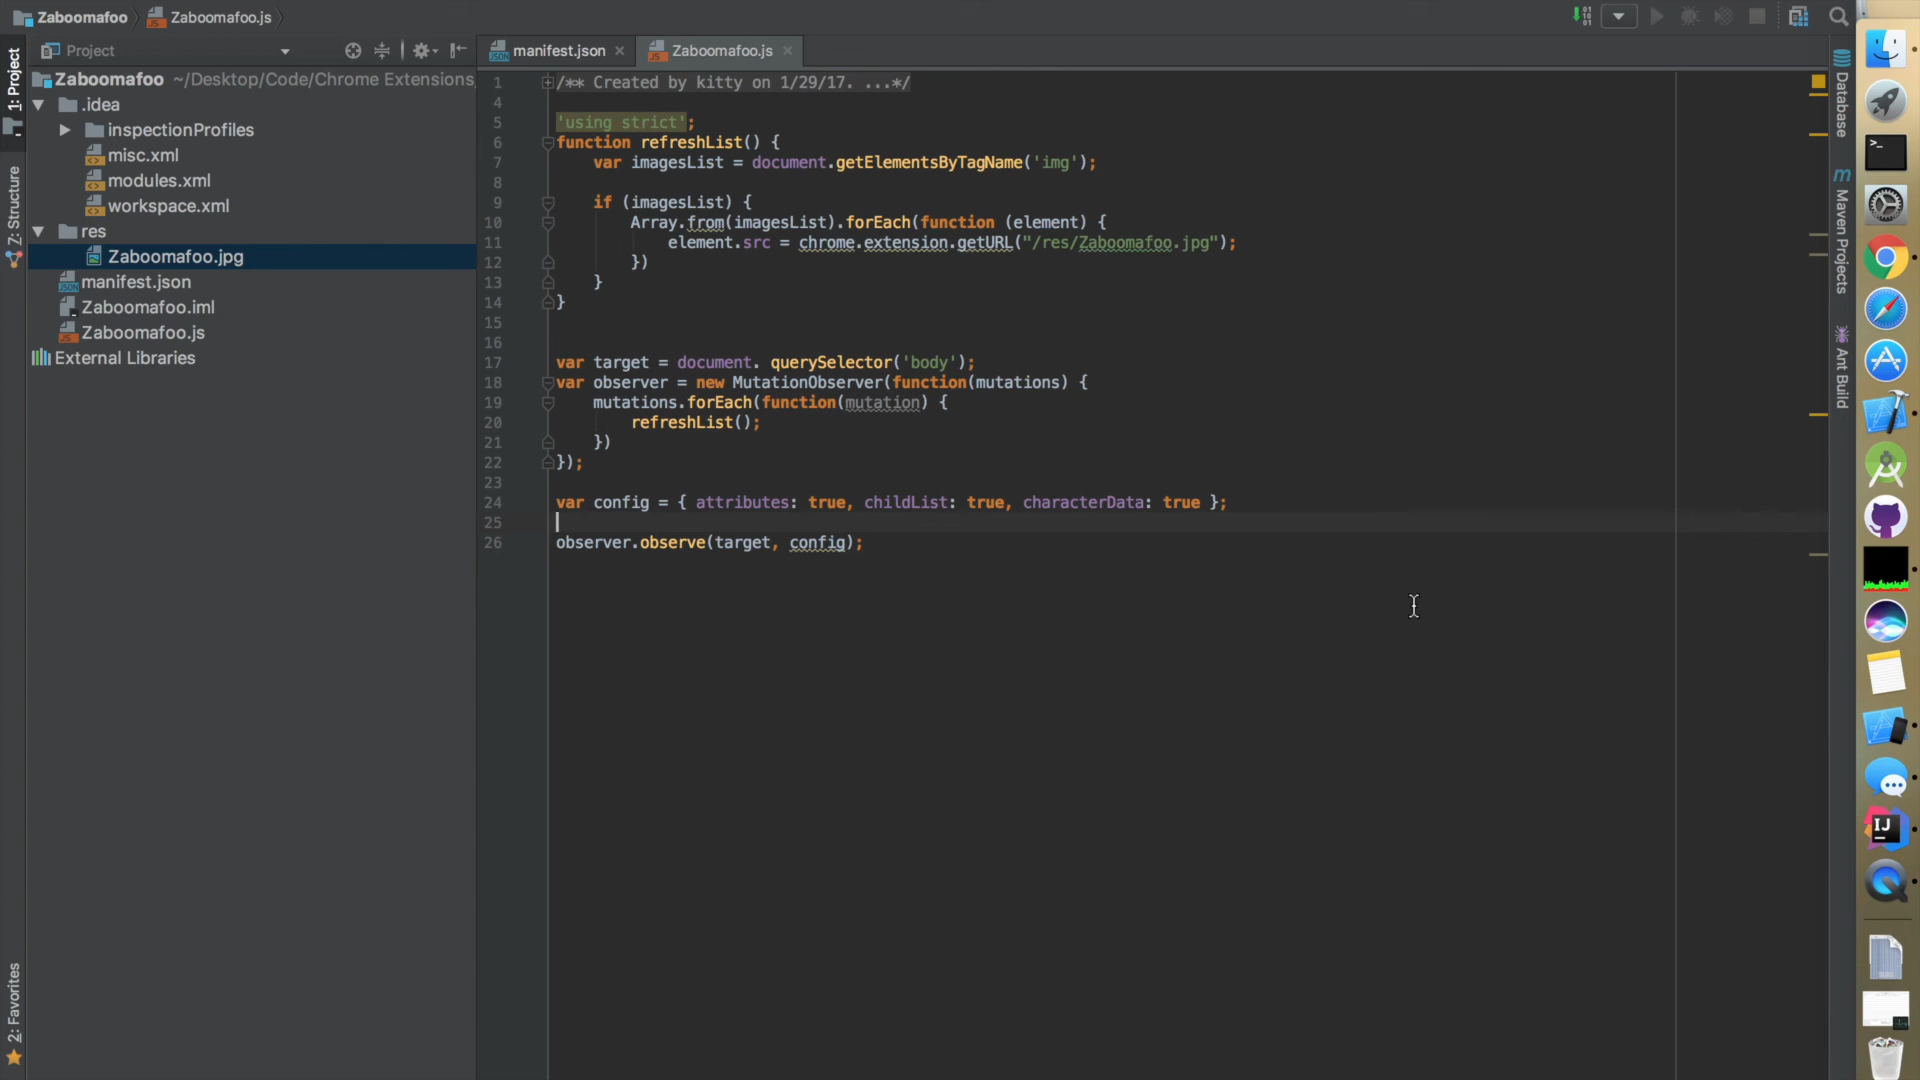 Zaboomafoo
Zaboomafoo.js
1: Project
Z: Structure
2: Favorites
Project
Zaboomafoo ~/Desktop/Code/Chrome Extensions
.idea
inspectionProfiles
misc.xml
modules.xml
workspace.xml
res
Zaboomafoo.jpg
manifest.json
Zaboomafoo.iml
Zaboomafoo.js
External Libraries
manifest.json
Zaboomafoo.js
1 /** Created by kitty on 1/29/17. ...*/
4
5 'using strict';
6 function refreshList() {
7 var imagesList = document.getElementsByTagName('img');
8
9 if (imagesList) {
10 Array.from(imagesList).forEach(function (element) {
11 element.src = chrome.extension.getURL("/res/Zaboomafoo.jpg");
12 })
13 }
14 }
15
16
17 var target = document. querySelector('body');
18 var observer = new MutationObserver(function(mutations) {
19 mutations.forEach(function(mutation) {
20 refreshList();
21 })
22 });
23
24 var config = { attributes: true, childList: true, characterData: true };
25
26 observer.observe(target, config);
Database
m Maven Projects
Ant Build
IJ